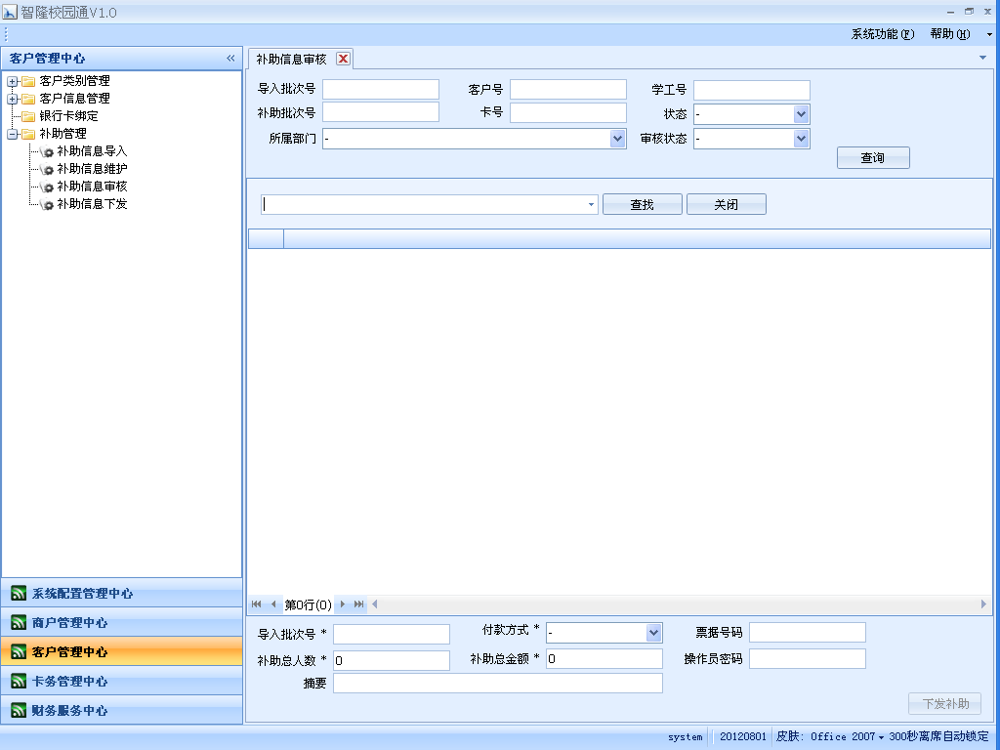 智隆校园通V1.0
系统功能(F) 帮助(H)
客户管理中心 «
补助信息审核
客户类别管理
客户信息管理
银行卡绑定
补助管理
补助信息导入
补助信息维护
补助信息审核
补助信息下发
导入批次号 客户号 学工号
补助批次号 卡号 状态 -
所属部门 - 审核状态 -
查询
查找 关闭
第0行(0)
系统配置管理中心
商户管理中心
客户管理中心
卡务管理中心
财务服务中心
导入批次号 * 付款方式 * - 票据号码
补助总人数 * 0 补助总金额 * 0 操作员密码
摘要
下发补助
system 20120801 皮肤: Office 2007 300秒离席自动锁定